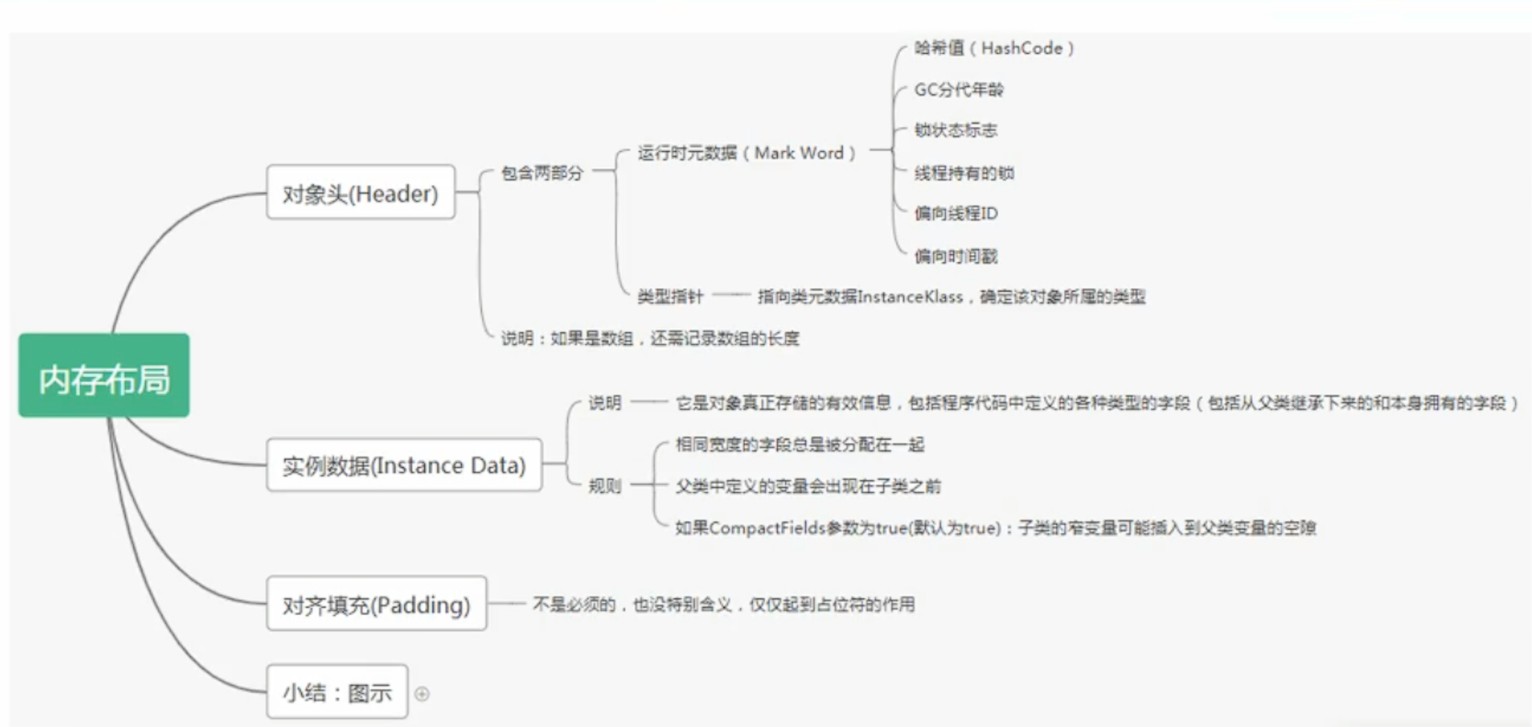 内存布局
对象头(Header)
包含两部分
运行时元数据（Mark Word）
哈希值（HashCode）
GC分代年龄
锁状态标志
线程持有的锁
偏向线程ID
偏向时间戳
类型指针
指向类元数据InstanceKlass，确定该对象所属的类型
说明：如果是数组，还需记录数组的长度
实例数据(Instance Data)
说明
它是对象真正存储的有效信息，包括程序代码中定义的各种类型的字段（包括从父类继承下来的和本身拥有的字段）
规则
相同宽度的字段总是被分配在一起
父类中定义的变量会出现在子类之前
如果CompactFields参数为true(默认为true)：子类的窄变量可能插入到父类变量的空隙
对齐填充(Padding)
不是必须的，也没特别含义，仅仅起到占位符的作用
小结：图示